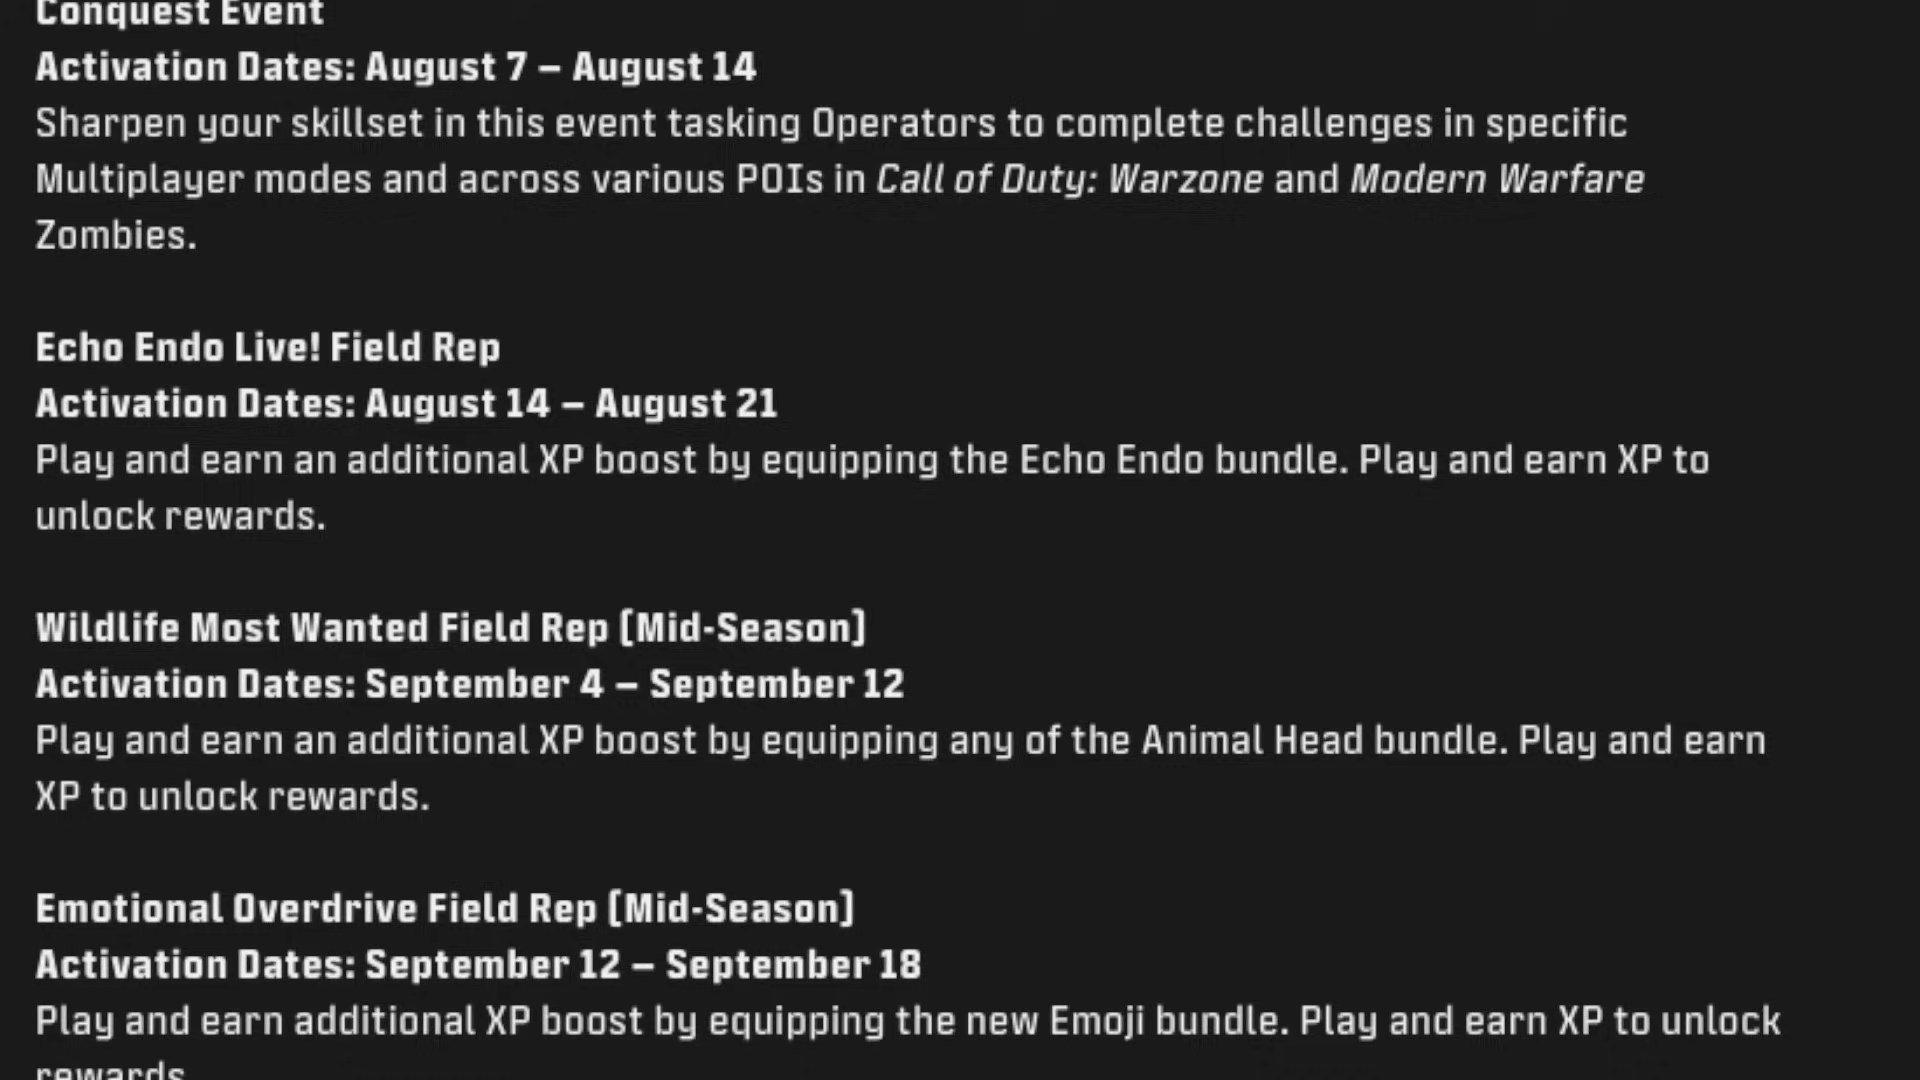 Conquest Event
Activation Dates: August 7 – August 14
Sharpen your skillset in this event tasking Operators to complete challenges in specific
Multiplayer modes and across various POIs in Call of Duty: Warzone and Modern Warfare
Zombies.
Echo Endo Live! Field Rep
Activation Dates: August 14 – August 21
Play and earn an additional XP boost by equipping the Echo Endo bundle. Play and earn XP to
unlock rewards.
Wildlife Most Wanted Field Rep [Mid-Season]
Activation Dates: September 4 – September 12
Play and earn an additional XP boost by equipping any of the Animal Head bundle. Play and earn
XP to unlock rewards.
Emotional Overdrive Field Rep [Mid-Season]
Activation Dates: September 12 – September 18
Play and earn additional XP boost by equipping the new Emoji bundle. Play and earn XP to unlock
rewards.